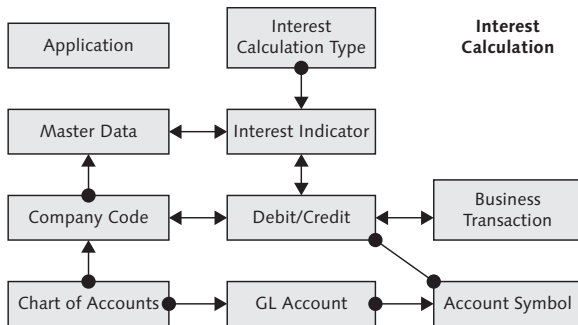 Application
Interest
Calculation Type
Interest
Calculation
Master Data
Interest Indicator
Company Code
Debit/Credit
Business
Transaction
Chart of Accounts
GL Account
Account Symbol